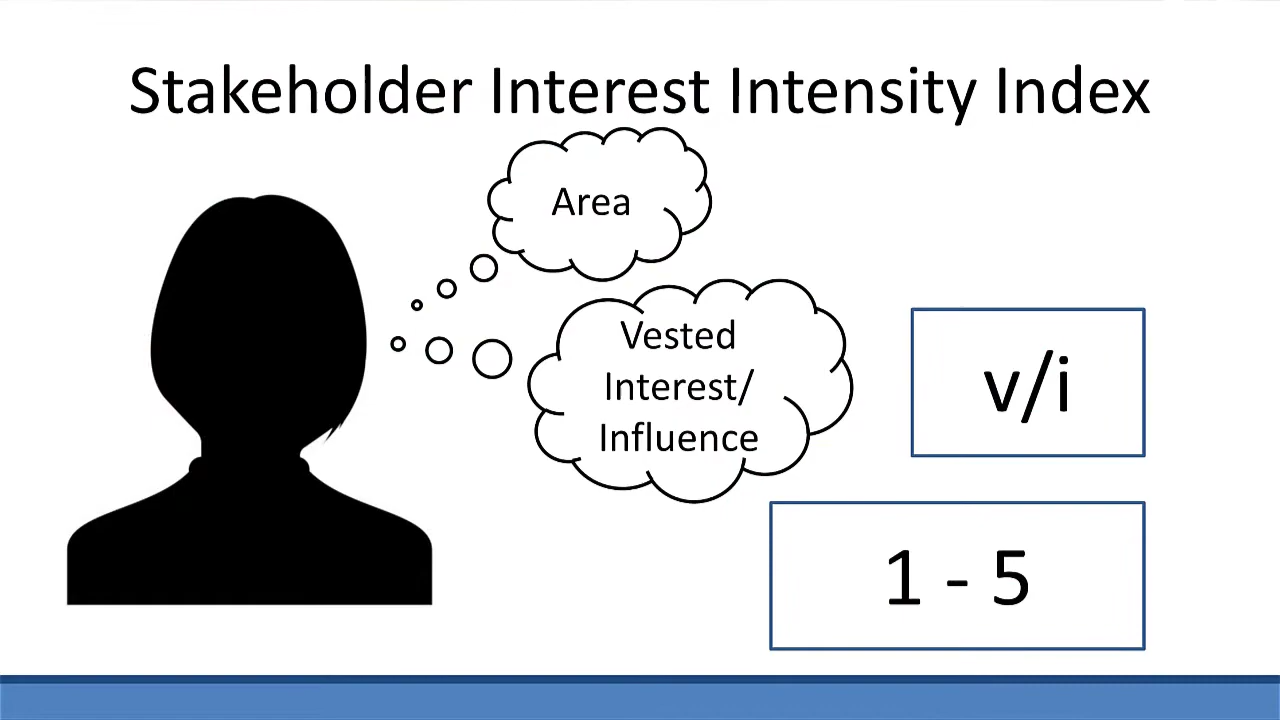 Stakeholder Interest Intensity Index
Area
Vested
Interest/
Influence
v/i
1 - 5